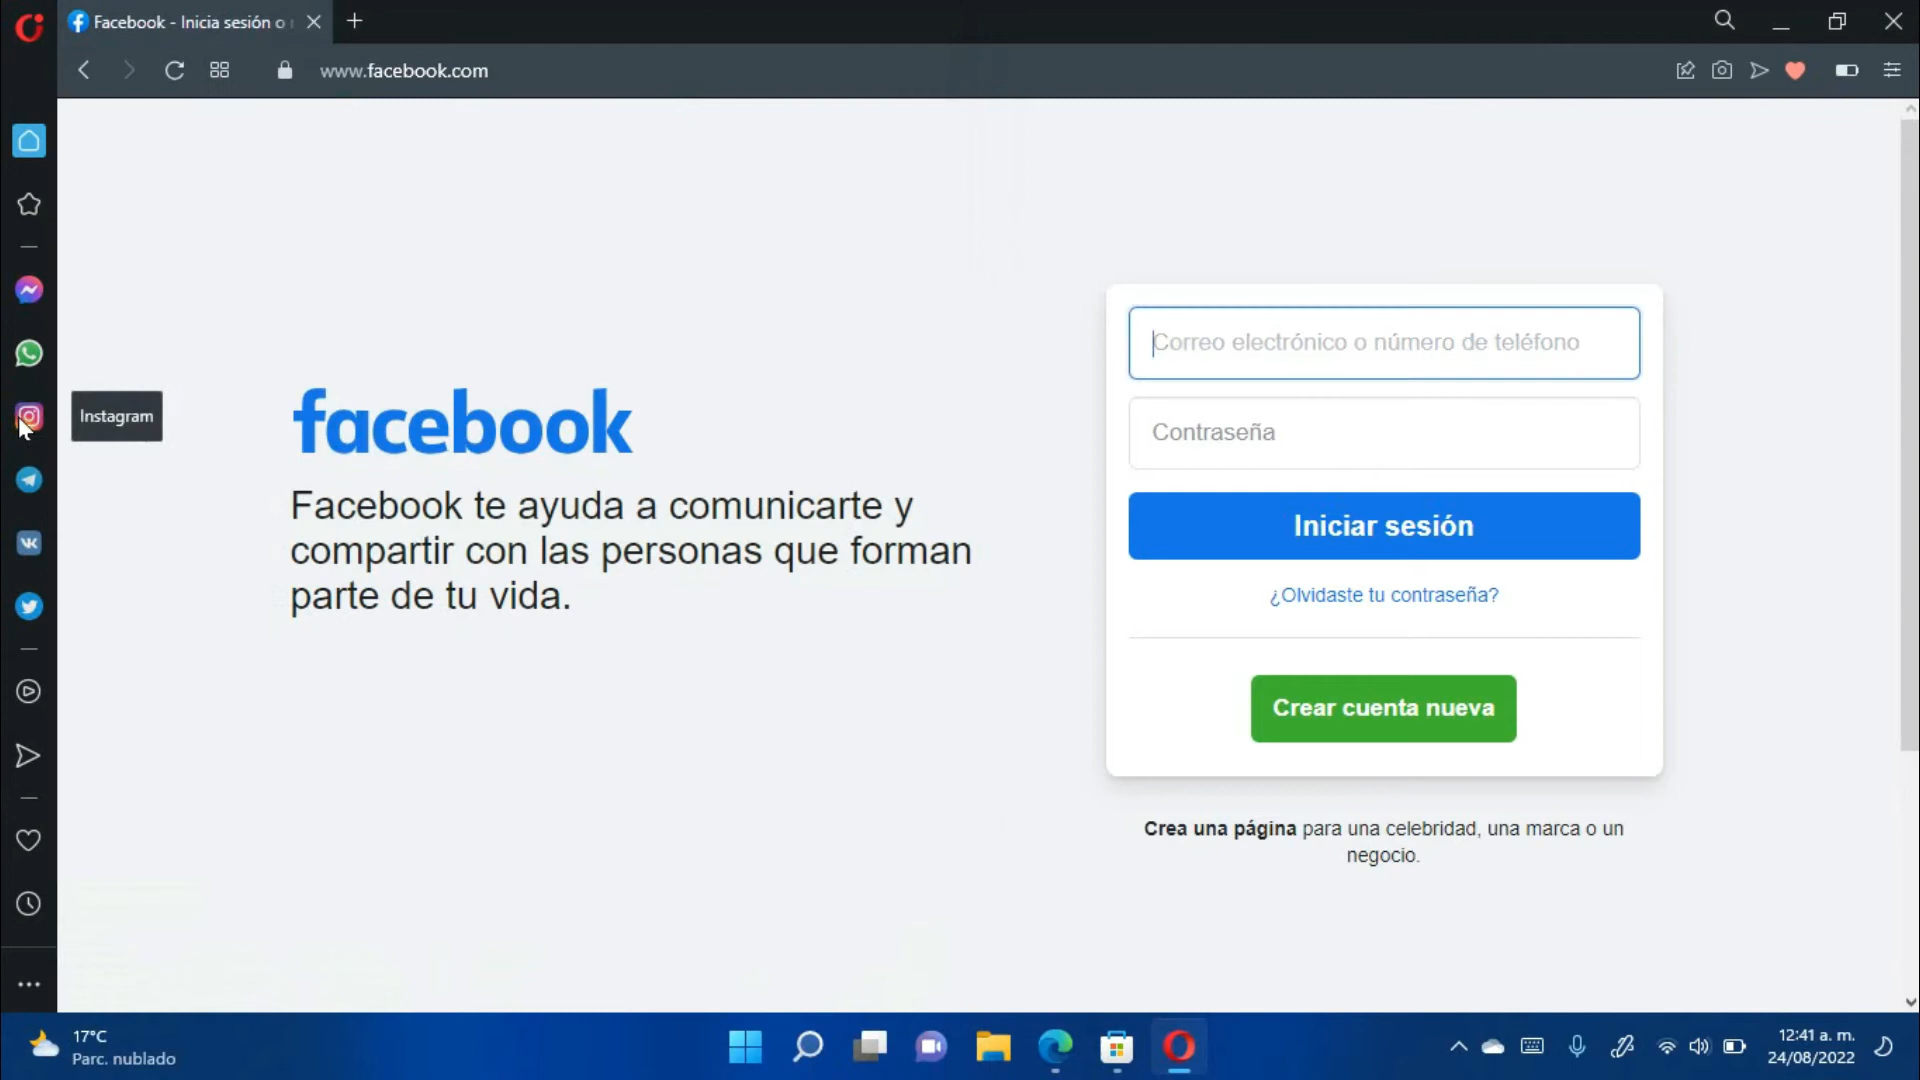 Facebook - Inicia sesión o
www.facebook.com
Instagram
facebook
Facebook te ayuda a comunicarte y
compartir con las personas que forman
parte de tu vida.
Correo electrónico o número de teléfono
Contraseña
Iniciar sesión
¿Olvidaste tu contraseña?
Crear cuenta nueva
Crea una página para una celebridad, una marca o un
negocio.
17°C
Parc. nublado
12:41 a. m.
24/08/2022